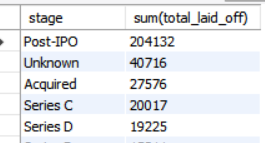 stage sum(total_laid_off)
Post-IPO 204132
Unknown 40716
Acquired 27576
Series C 20017
Series D 19225